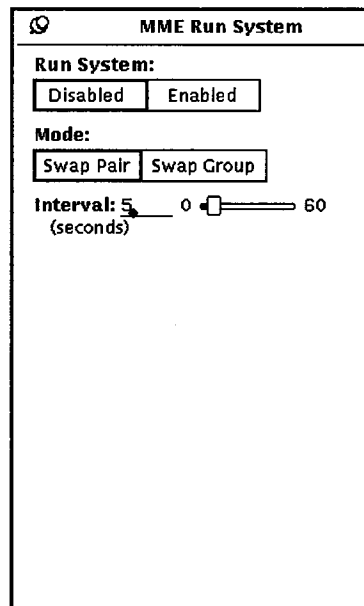 MME Run System
Run System:
Disabled Enabled
Mode:
Swap Pair Swap Group
Interval: 5 0 60
(seconds)